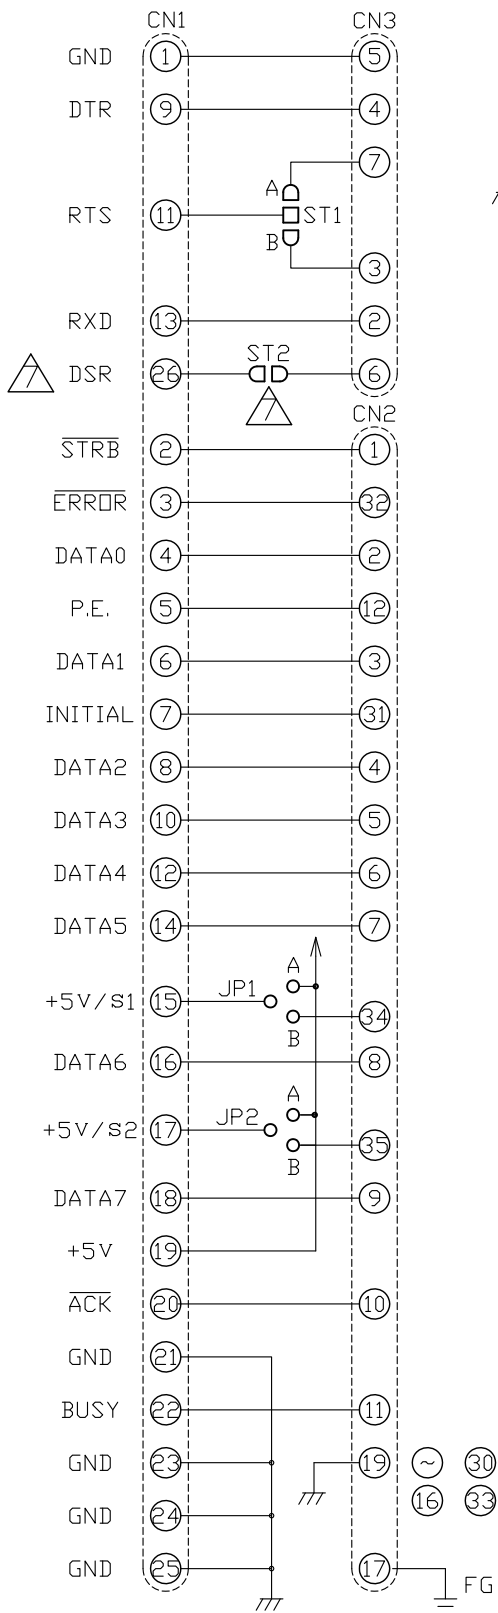 CN1 CN3
GND 1 5
DTR 9 4
7
A
RTS 11 ST1
B
3
RXD 13 2
ST2
7 DSR 26 6
7
CN2
STRB 2 1
ERROR 3 32
DATA0 4 2
P.E. 5 12
DATA1 6 3
INITIAL 7 31
DATA2 8 4
DATA3 10 5
DATA4 12 6
DATA5 14 7
A
+5V/S1 15 JP1
B 34
DATA6 16 8
A
+5V/S2 17 JP2
B 35
DATA7 18 9
+5V 19
ACK 20 10
GND 21
BUSY 22 11
GND 23 19 ~ 30
16 33
GND 24
GND 25 17
FG